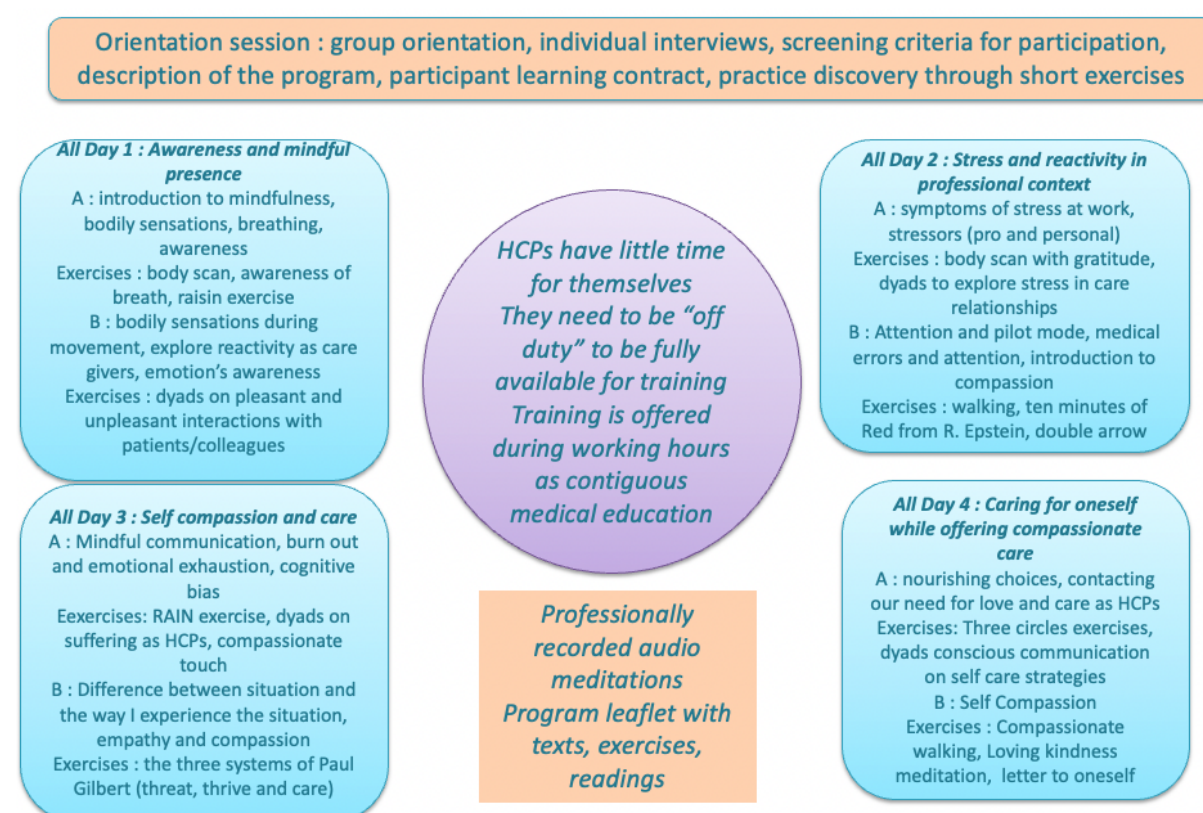 Orientation session : group orientation, individual interviews, screening criteria for participation,
description of the program, participant learning contract, practice discovery through short exercises
All Day 1 : Awareness and mindful
presence
A : introduction to mindfulness,
bodily sensations, breathing,
awareness
Exercises : body scan, awareness of
breath, raisin exercise
B : bodily sensations during
movement, explore reactivity as care
givers, emotion’s awareness
Exercises : dyads on pleasant and
unpleasant interactions with
patients/colleagues
All Day 2 : Stress and reactivity in
professional context
A : symptoms of stress at work,
stressors (pro and personal)
Exercises : body scan with gratitude,
dyads to explore stress in care
relationships
B : Attention and pilot mode, medical
errors and attention, introduction to
compassion
Exercises : walking, ten minutes of
Red from R. Epstein, double arrow
HCPs have little time
for themselves
They need to be “off
duty” to be fully
available for training
Training is offered
during working hours
as contiguous
medical education
All Day 3 : Self compassion and care
A : Mindful communication, burn out
and emotional exhaustion, cognitive
bias
Eexercises: RAIN exercise, dyads on
suffering as HCPs, compassionate
touch
B : Difference between situation and
the way I experience the situation,
empathy and compassion
Exercises : the three systems of Paul
Gilbert (threat, thrive and care)
All Day 4 : Caring for oneself
while offering compassionate
care
A : nourishing choices, contacting
our need for love and care as HCPs
Exercises: Three circles exercises,
dyads conscious communication
on self care strategies
B : Self Compassion
Exercises : Compassionate
walking, Loving kindness
meditation, letter to oneself
Professionally
recorded audio
meditations
Program leaflet with
texts, exercises,
readings